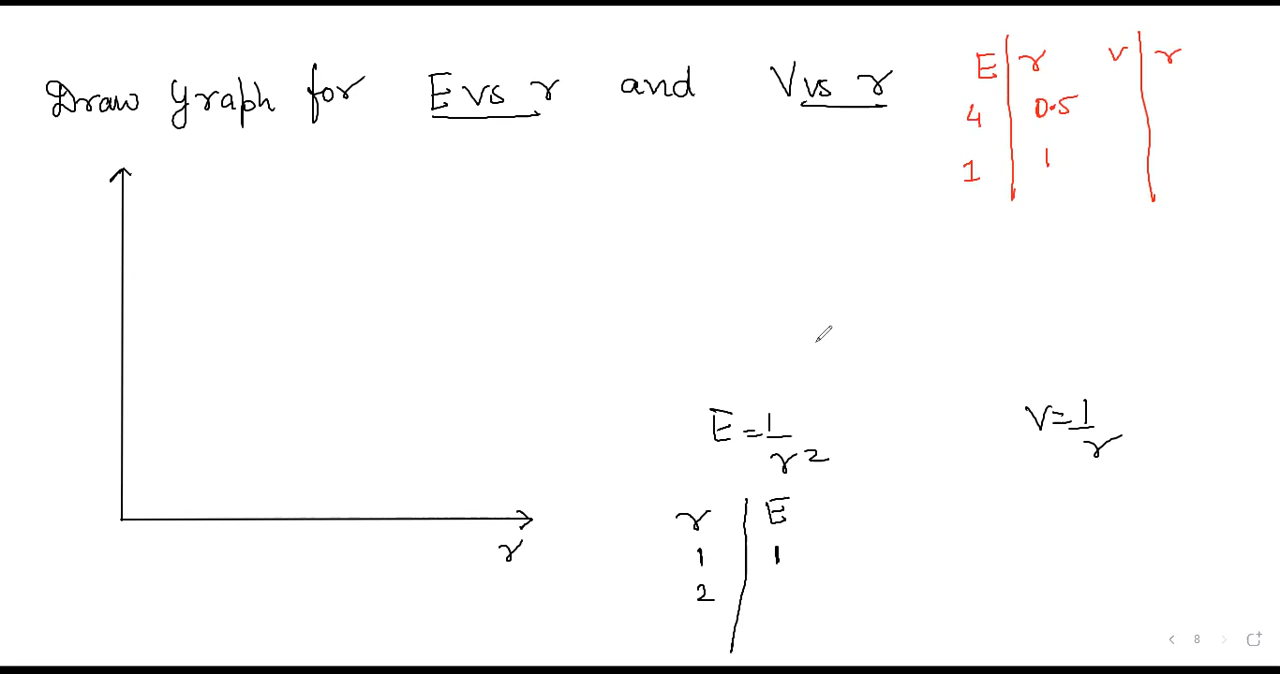 Draw Graph for E vs r and V vs r
E r V r
4 0.5
1 1
E = 1/r2
V = 1/r
r E
1 1
2
r
8